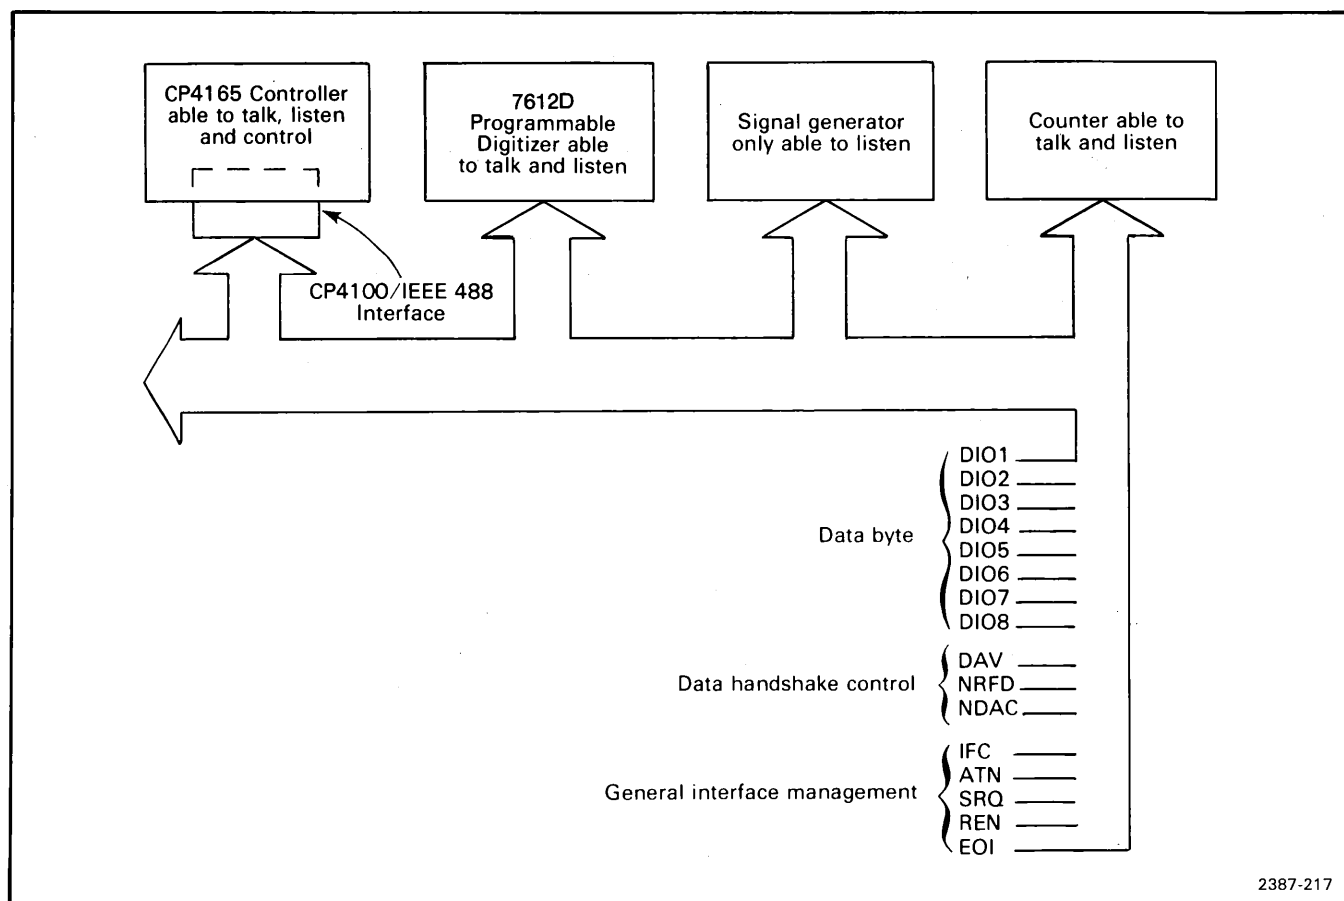 CP4165 Controller
able to talk, listen
and control
7612D
Programmable
Digitizer able
to talk and listen
Signal generator
only able to listen
Counter able to
talk and listen
CP4100/IEEE 488
Interface
Data byte
DIO1
DIO2
DIO3
DIO4
DIO5
DIO6
DIO7
DIO8
Data handshake control
DAV
NRFD
NDAC
General interface management
IFC
ATN
SRQ
REN
EOI
2387-217